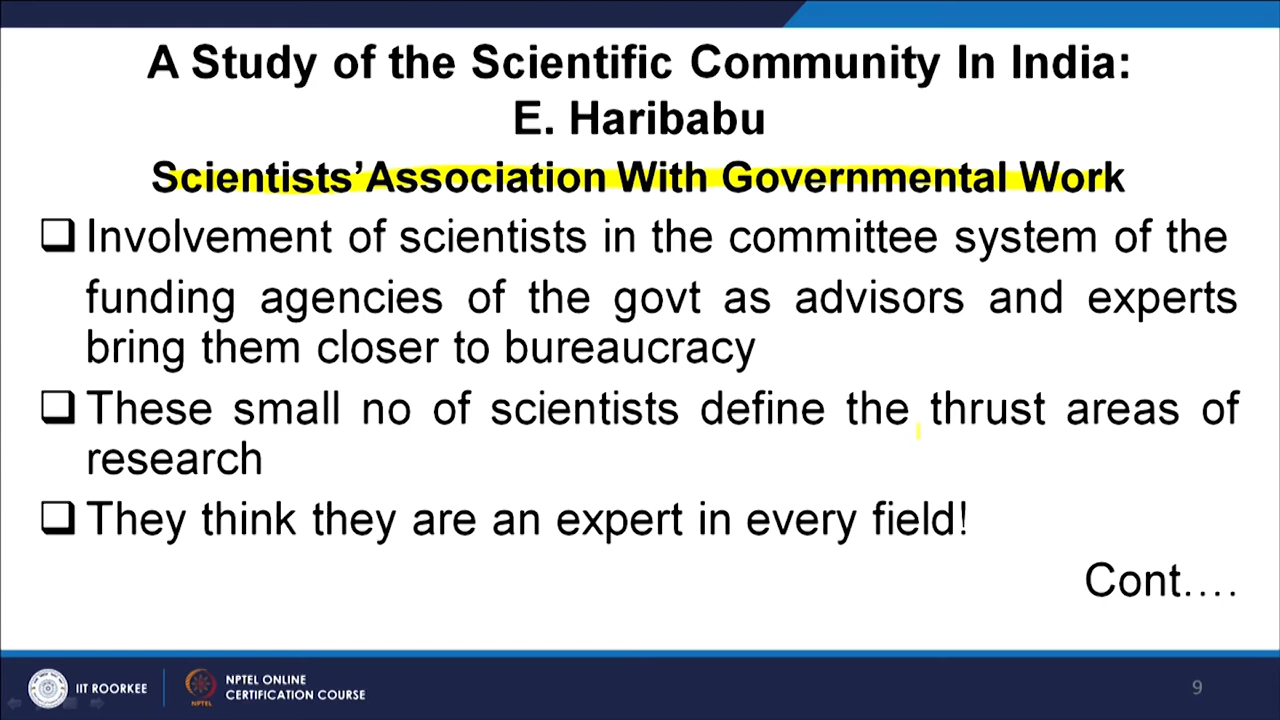 A Study of the Scientific Community In India:
E. Haribabu
Scientists’Association With Governmental Work
Involvement of scientists in the committee system of the
funding agencies of the govt as advisors and experts
bring them closer to bureaucracy
These small no of scientists define the thrust areas of
research
They think they are an expert in every field!
Cont....
IIT ROORKEE
NPTEL
NPTEL ONLINE
CERTIFICATION COURSE
9